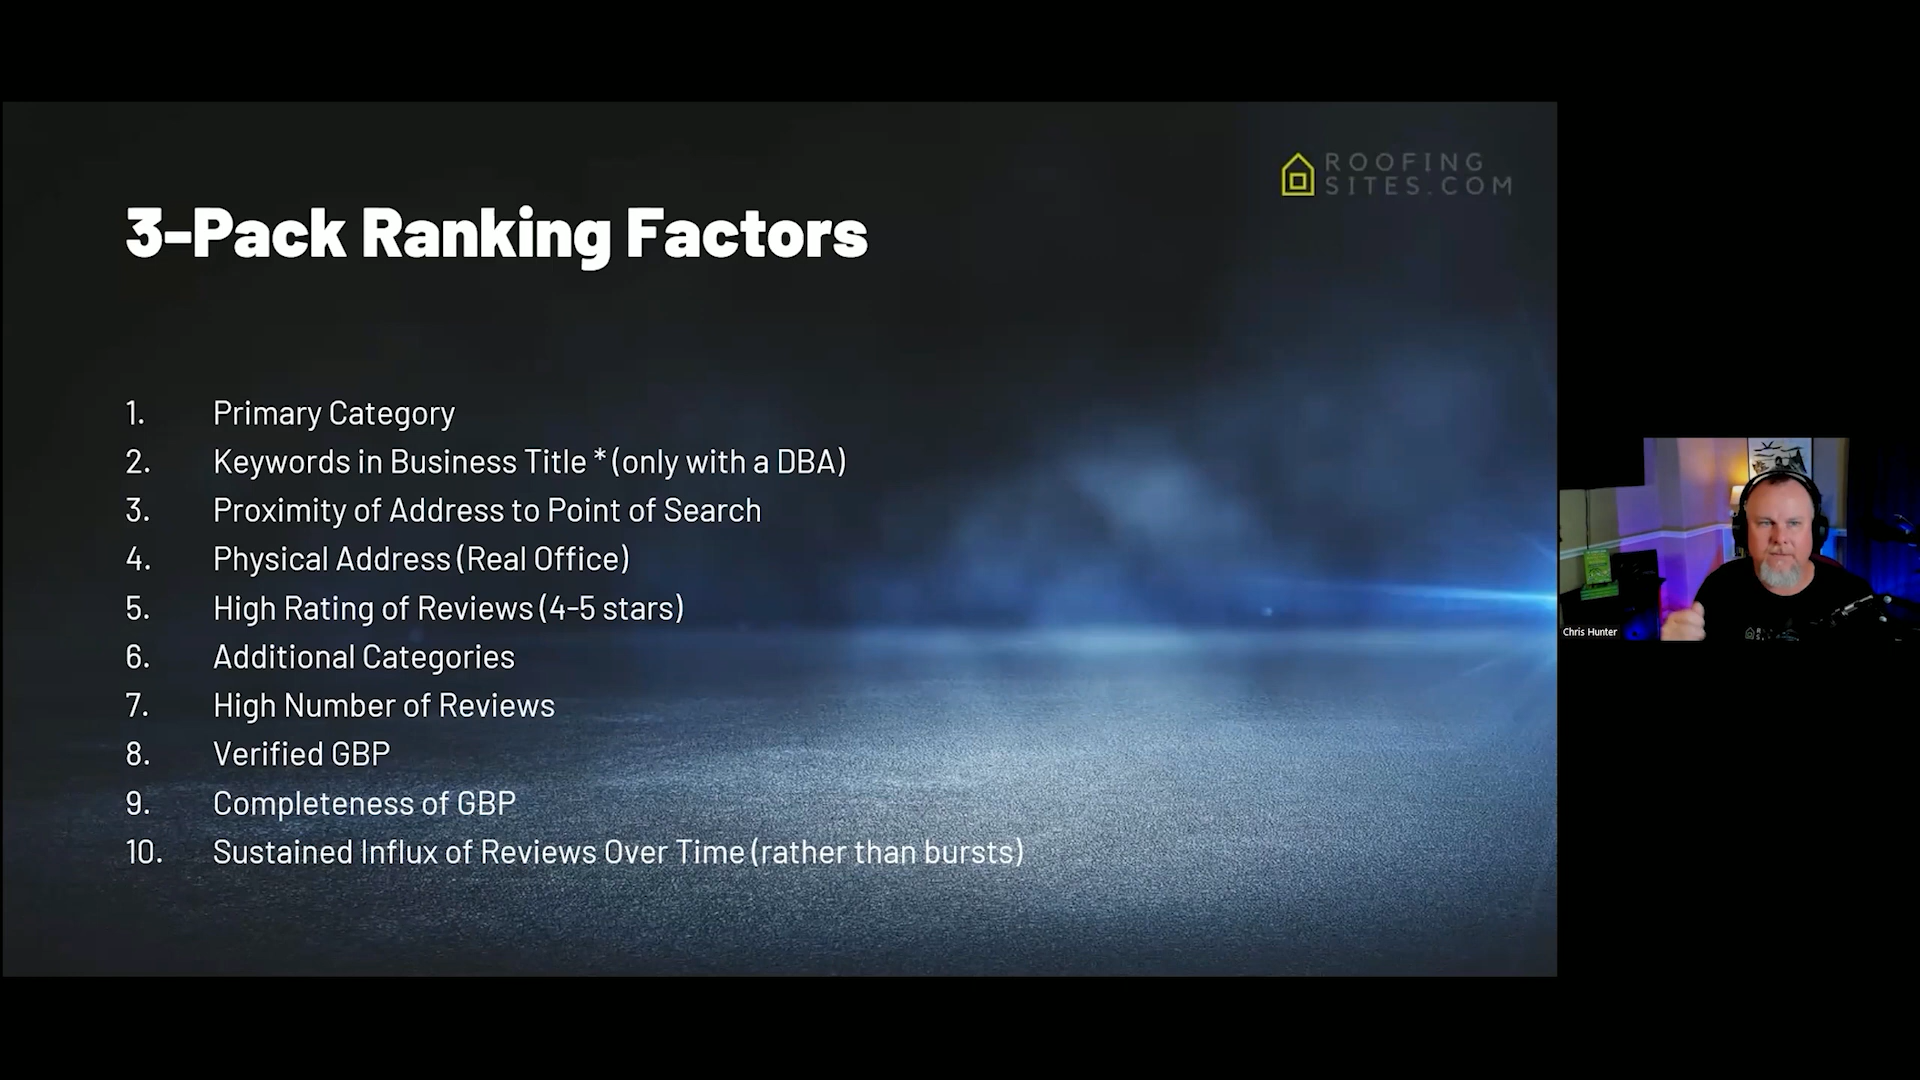 ROOFING
SITES.COM
3-Pack Ranking Factors
1. Primary Category
2. Keywords in Business Title * (only with a DBA)
3. Proximity of Address to Point of Search
4. Physical Address (Real Office)
5. High Rating of Reviews (4-5 stars)
6. Additional Categories
7. High Number of Reviews
8. Verified GBP
9. Completeness of GBP
10. Sustained Influx of Reviews Over Time (rather than bursts)
Chris Hunter